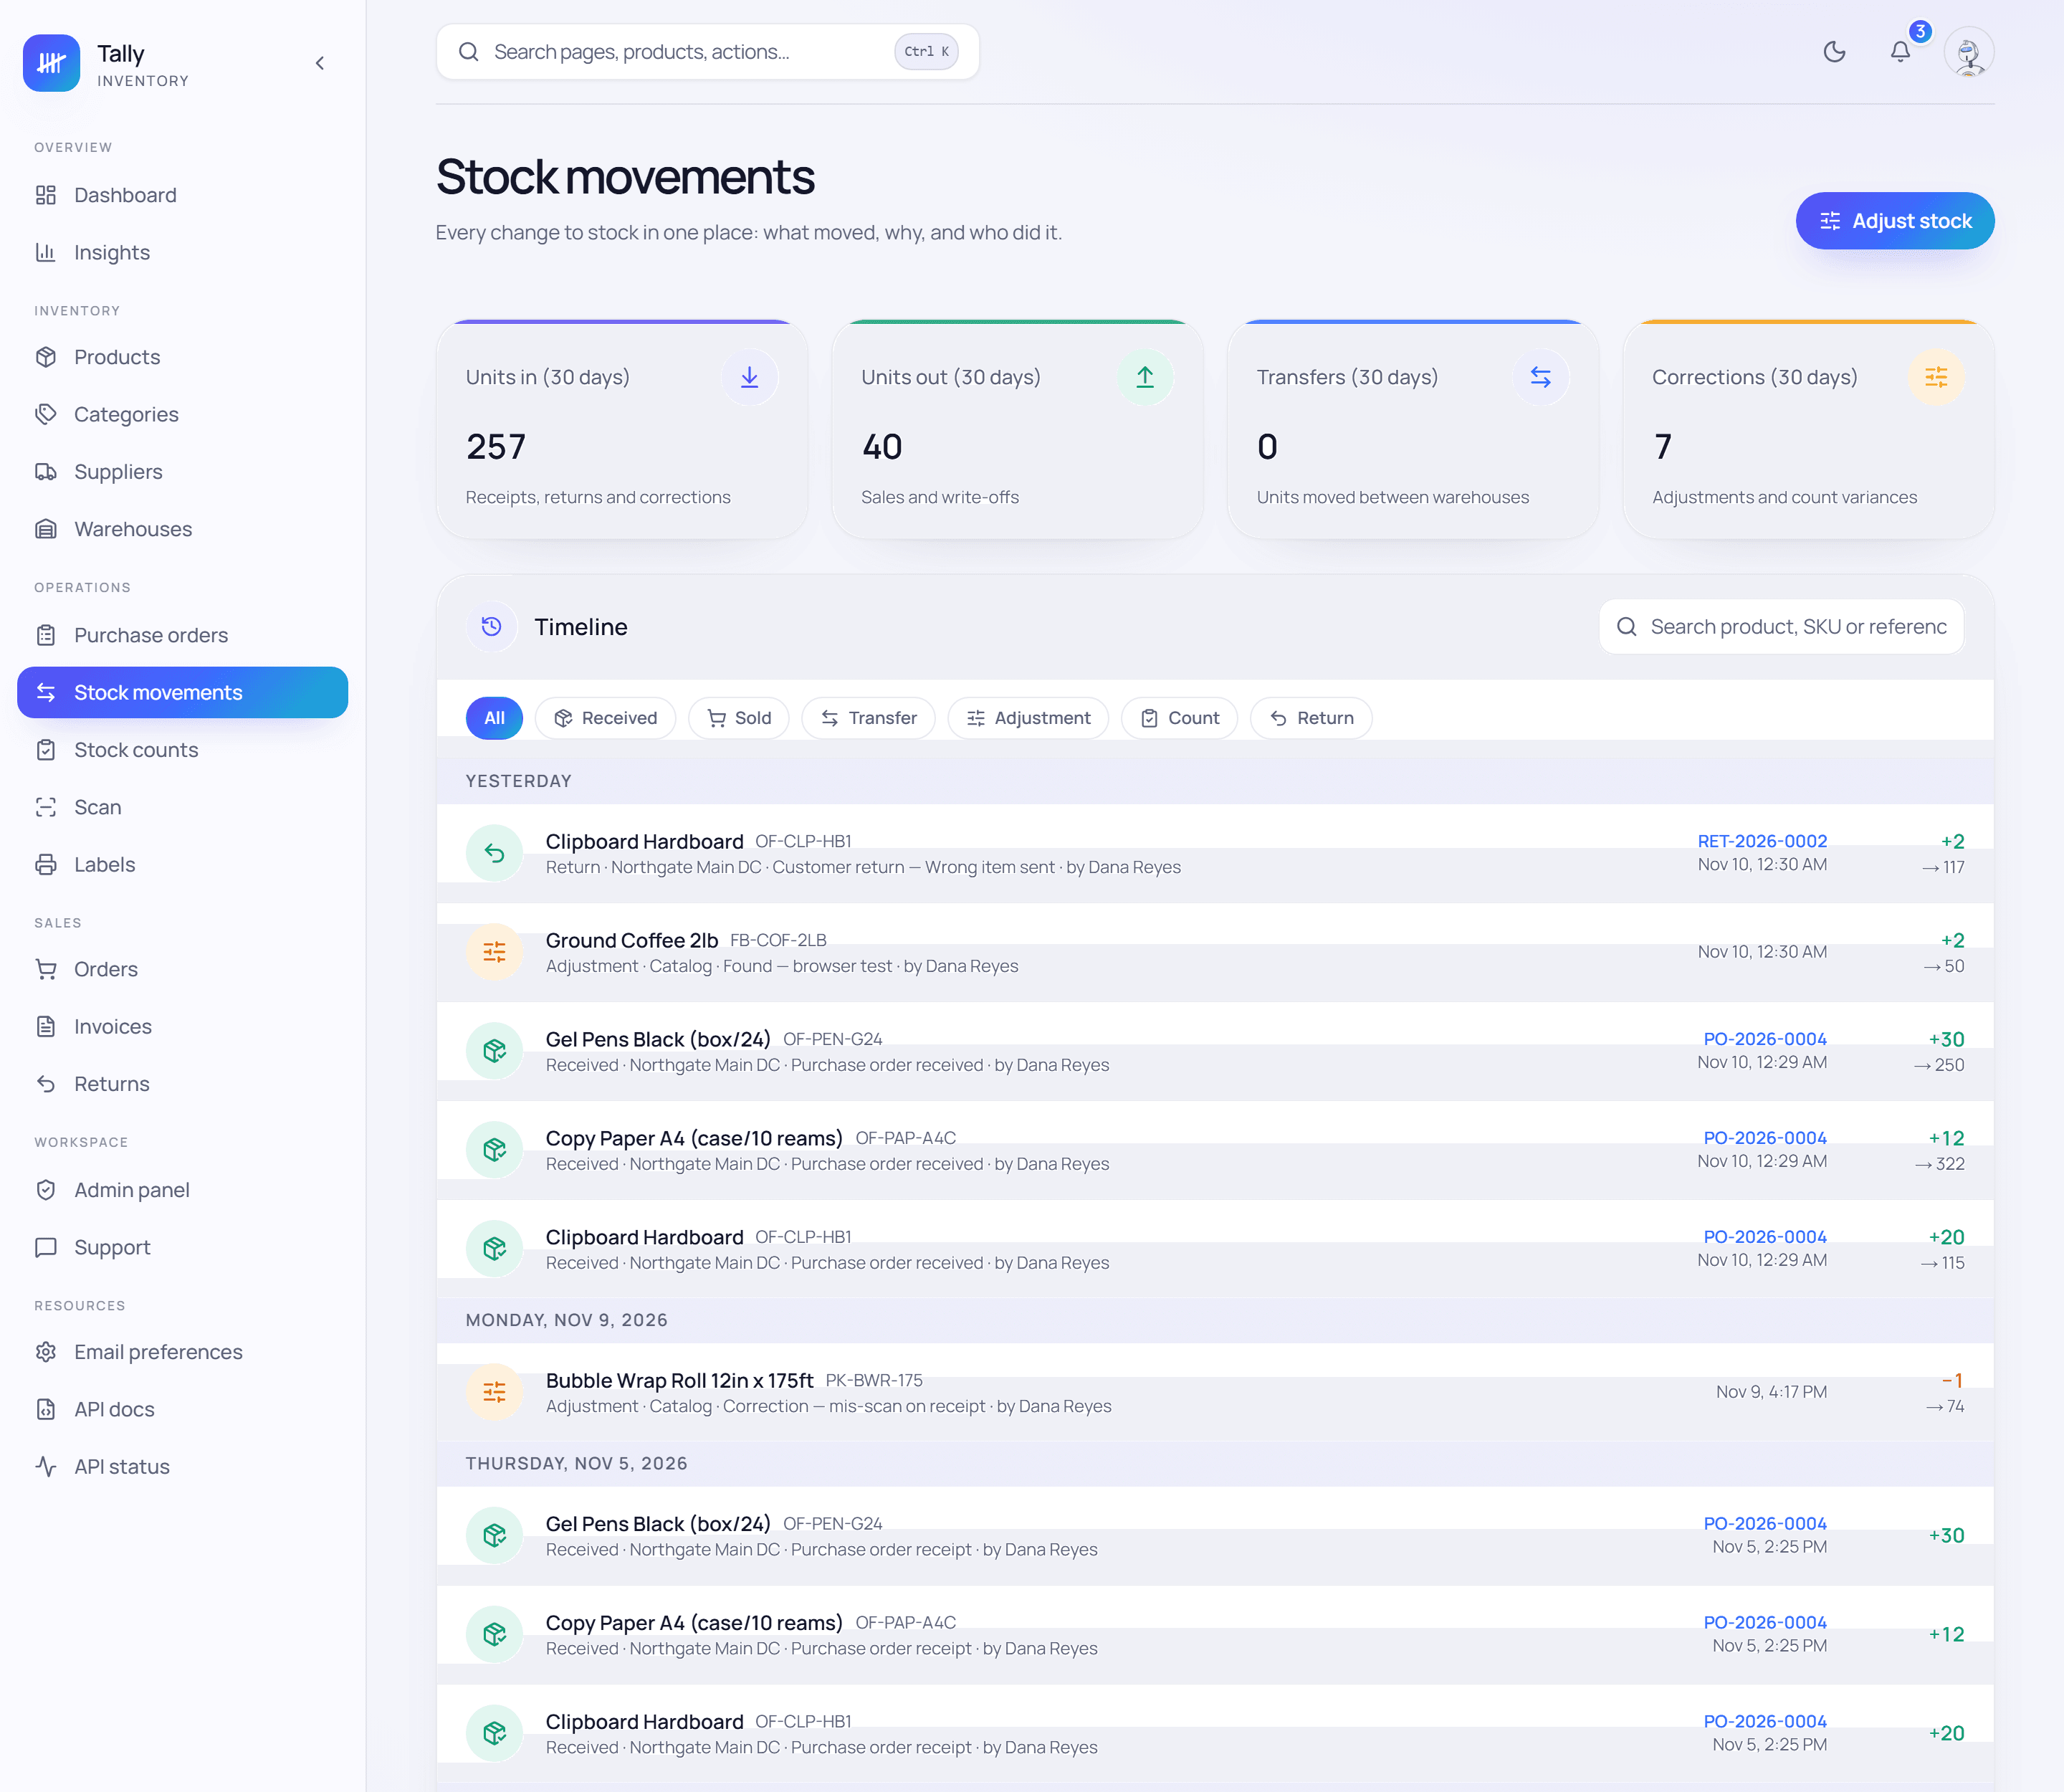 Tally
INVENTORY
OVERVIEW
Dashboard
Insights
INVENTORY
Products
Categories
Suppliers
Warehouses
OPERATIONS
Purchase orders
Stock movements
Stock counts
Scan
Labels
SALES
Orders
Invoices
Returns
WORKSPACE
Admin panel
Support
RESOURCES
Email preferences
API docs
API status
Search pages, products, actions...
Ctrl K
3
Stock movements
Every change to stock in one place: what moved, why, and who did it.
Adjust stock
Units in (30 days)
257
Receipts, returns and corrections
Units out (30 days)
40
Sales and write-offs
Transfers (30 days)
0
Units moved between warehouses
Corrections (30 days)
7
Adjustments and count variances
Timeline
Search product, SKU or referenc
All
Received
Sold
Transfer
Adjustment
Count
Return
YESTERDAY
Clipboard Hardboard OF-CLP-HB1
Return · Northgate Main DC · Customer return — Wrong item sent · by Dana Reyes
RET-2026-0002
Nov 10, 12:30 AM
+2
→ 117
Ground Coffee 2lb FB-COF-2LB
Adjustment · Catalog · Found — browser test · by Dana Reyes
Nov 10, 12:30 AM
+2
→ 50
Gel Pens Black (box/24) OF-PEN-G24
Received · Northgate Main DC · Purchase order received · by Dana Reyes
PO-2026-0004
Nov 10, 12:29 AM
+30
→ 250
Copy Paper A4 (case/10 reams) OF-PAP-A4C
Received · Northgate Main DC · Purchase order received · by Dana Reyes
PO-2026-0004
Nov 10, 12:29 AM
+12
→ 322
Clipboard Hardboard OF-CLP-HB1
Received · Northgate Main DC · Purchase order received · by Dana Reyes
PO-2026-0004
Nov 10, 12:29 AM
+20
→ 115
MONDAY, NOV 9, 2026
Bubble Wrap Roll 12in x 175ft PK-BWR-175
Adjustment · Catalog · Correction — mis-scan on receipt · by Dana Reyes
Nov 9, 4:17 PM
−1
→ 74
THURSDAY, NOV 5, 2026
Gel Pens Black (box/24) OF-PEN-G24
Received · Northgate Main DC · Purchase order receipt · by Dana Reyes
PO-2026-0004
Nov 5, 2:25 PM
+30
Copy Paper A4 (case/10 reams) OF-PAP-A4C
Received · Northgate Main DC · Purchase order receipt · by Dana Reyes
PO-2026-0004
Nov 5, 2:25 PM
+12
Clipboard Hardboard OF-CLP-HB1
Received · Northgate Main DC · Purchase order receipt · by Dana Reyes
PO-2026-0004
Nov 5, 2:25 PM
+20